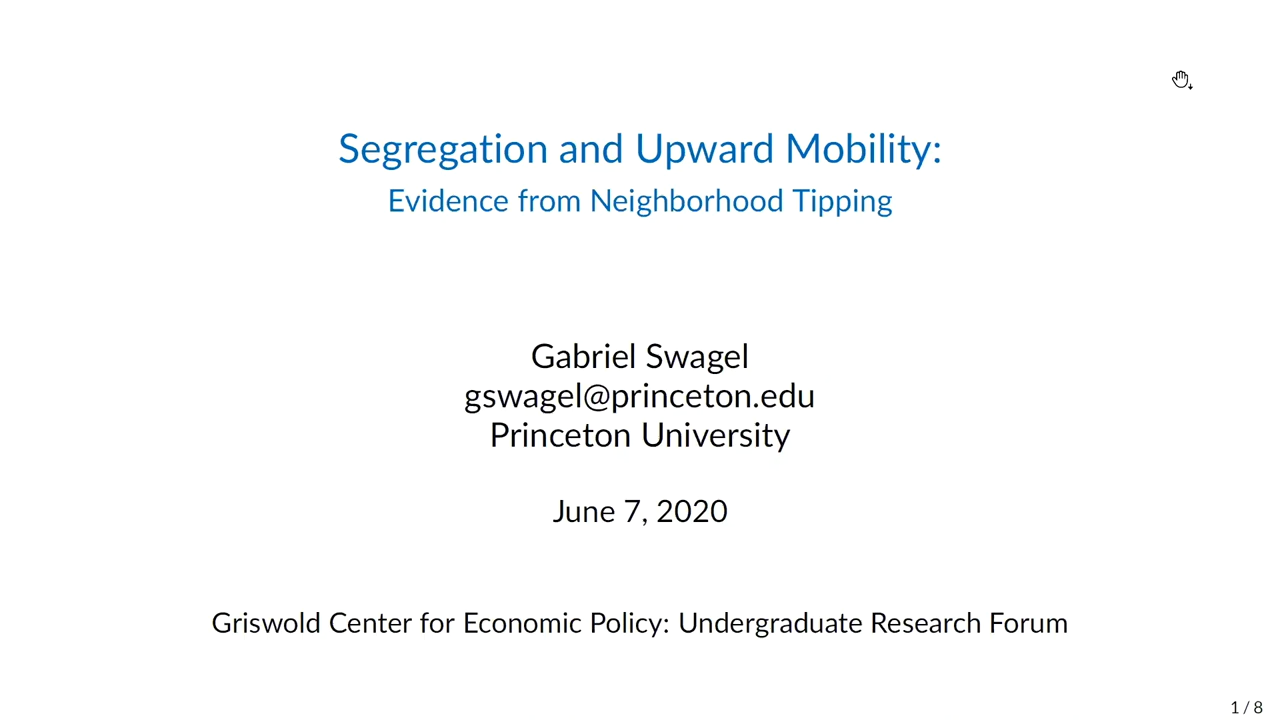 Segregation and Upward Mobility:
Evidence from Neighborhood Tipping
Gabriel Swagel
gswagel@princeton.edu
Princeton University
June 7, 2020
Griswold Center for Economic Policy: Undergraduate Research Forum
1 / 8